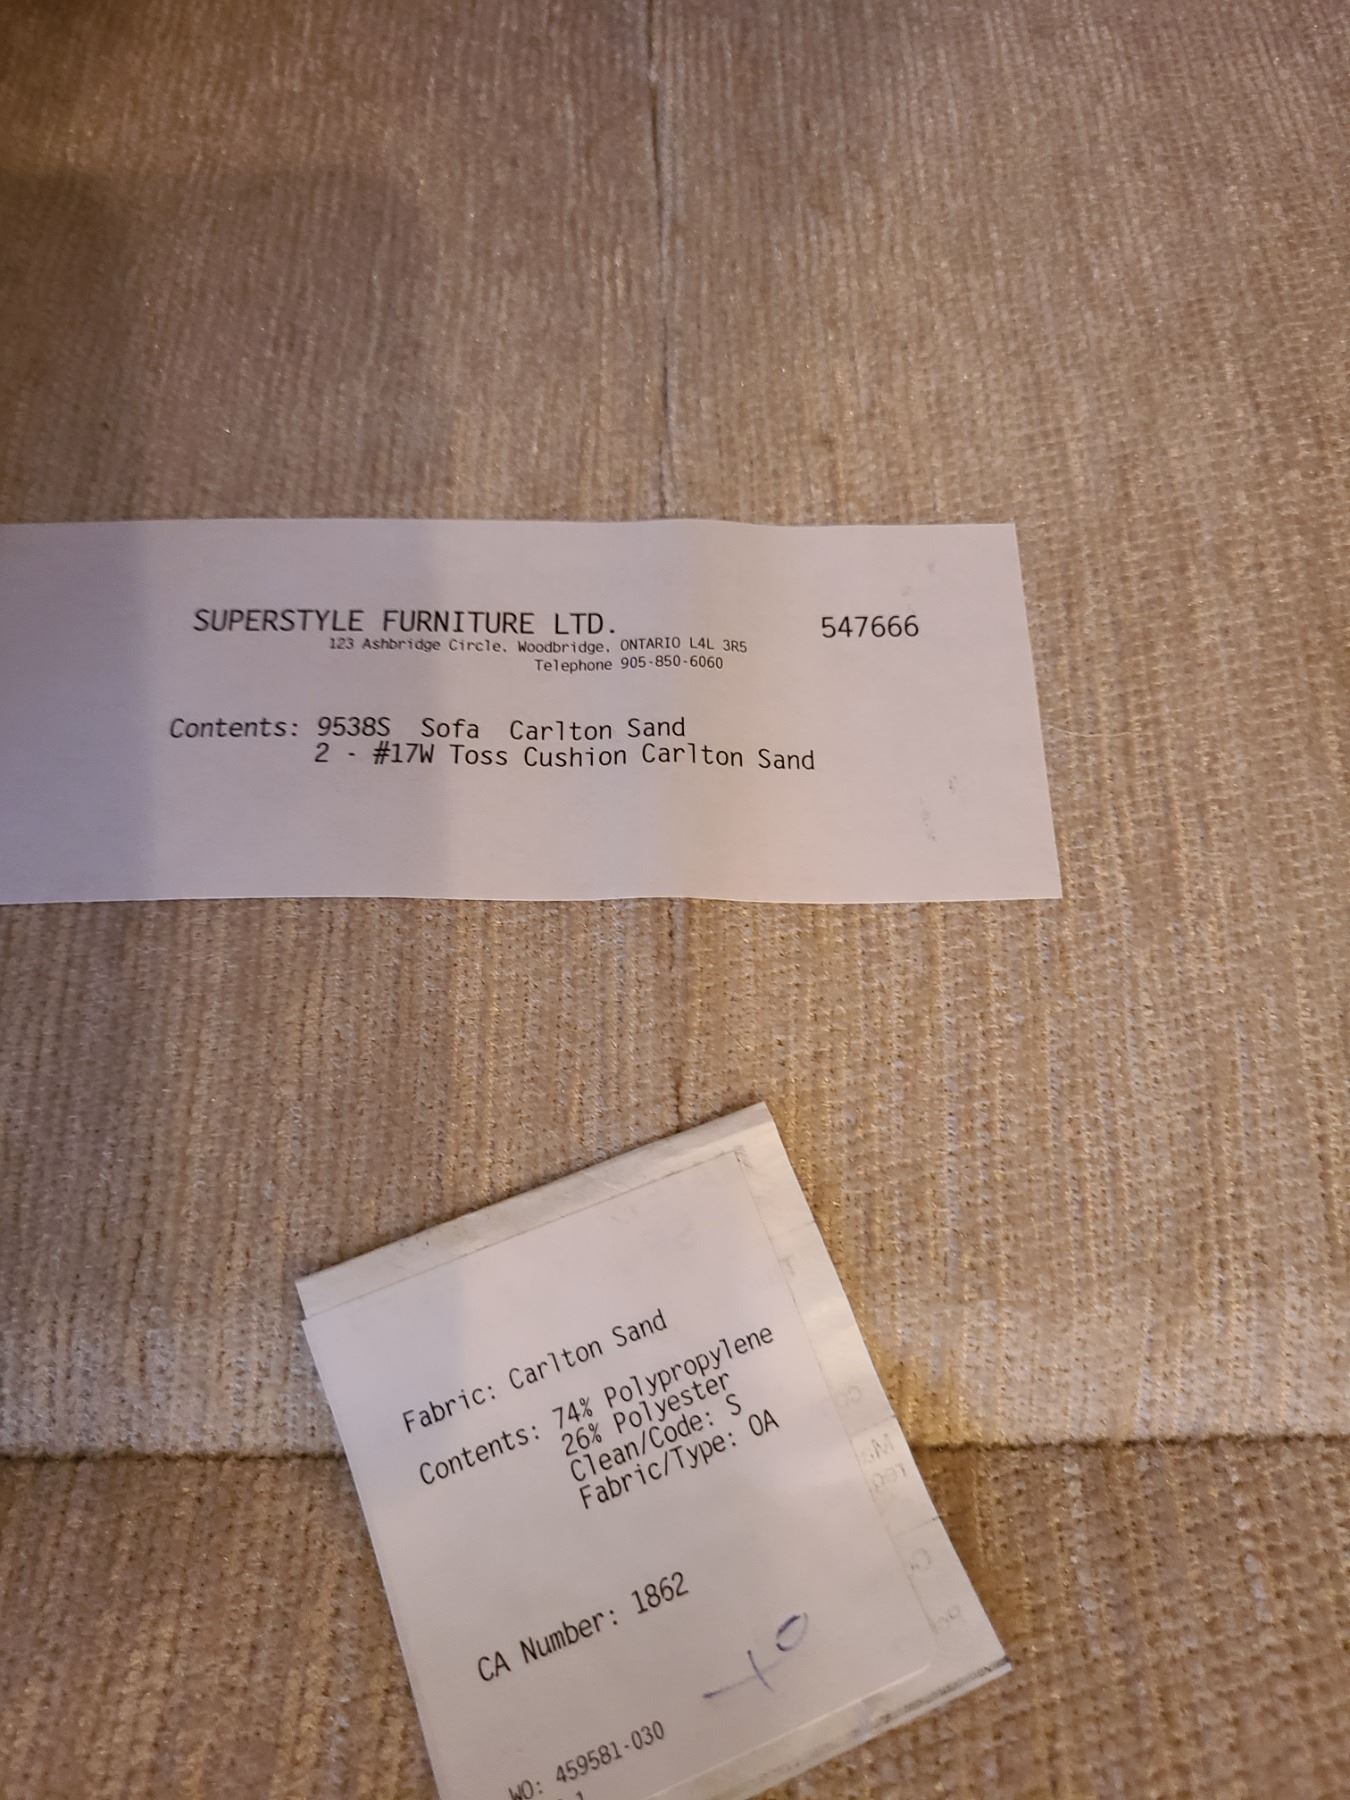 SUPERSTYLE FURNITURE LTD. 547666
123 Ashbridge Circle, Woodbridge, ONTARIO L4L 3R5
Telephone 905-850-6060
Contents: 9538S Sofa Carlton Sand
2 - #17W Toss Cushion Carlton Sand
Fabric: Carlton Sand
Contents: 74% Polypropylene
26% Polyester
Clean/Code: S
Fabric/Type: OA
CA Number: 1862
WO: 459581-030